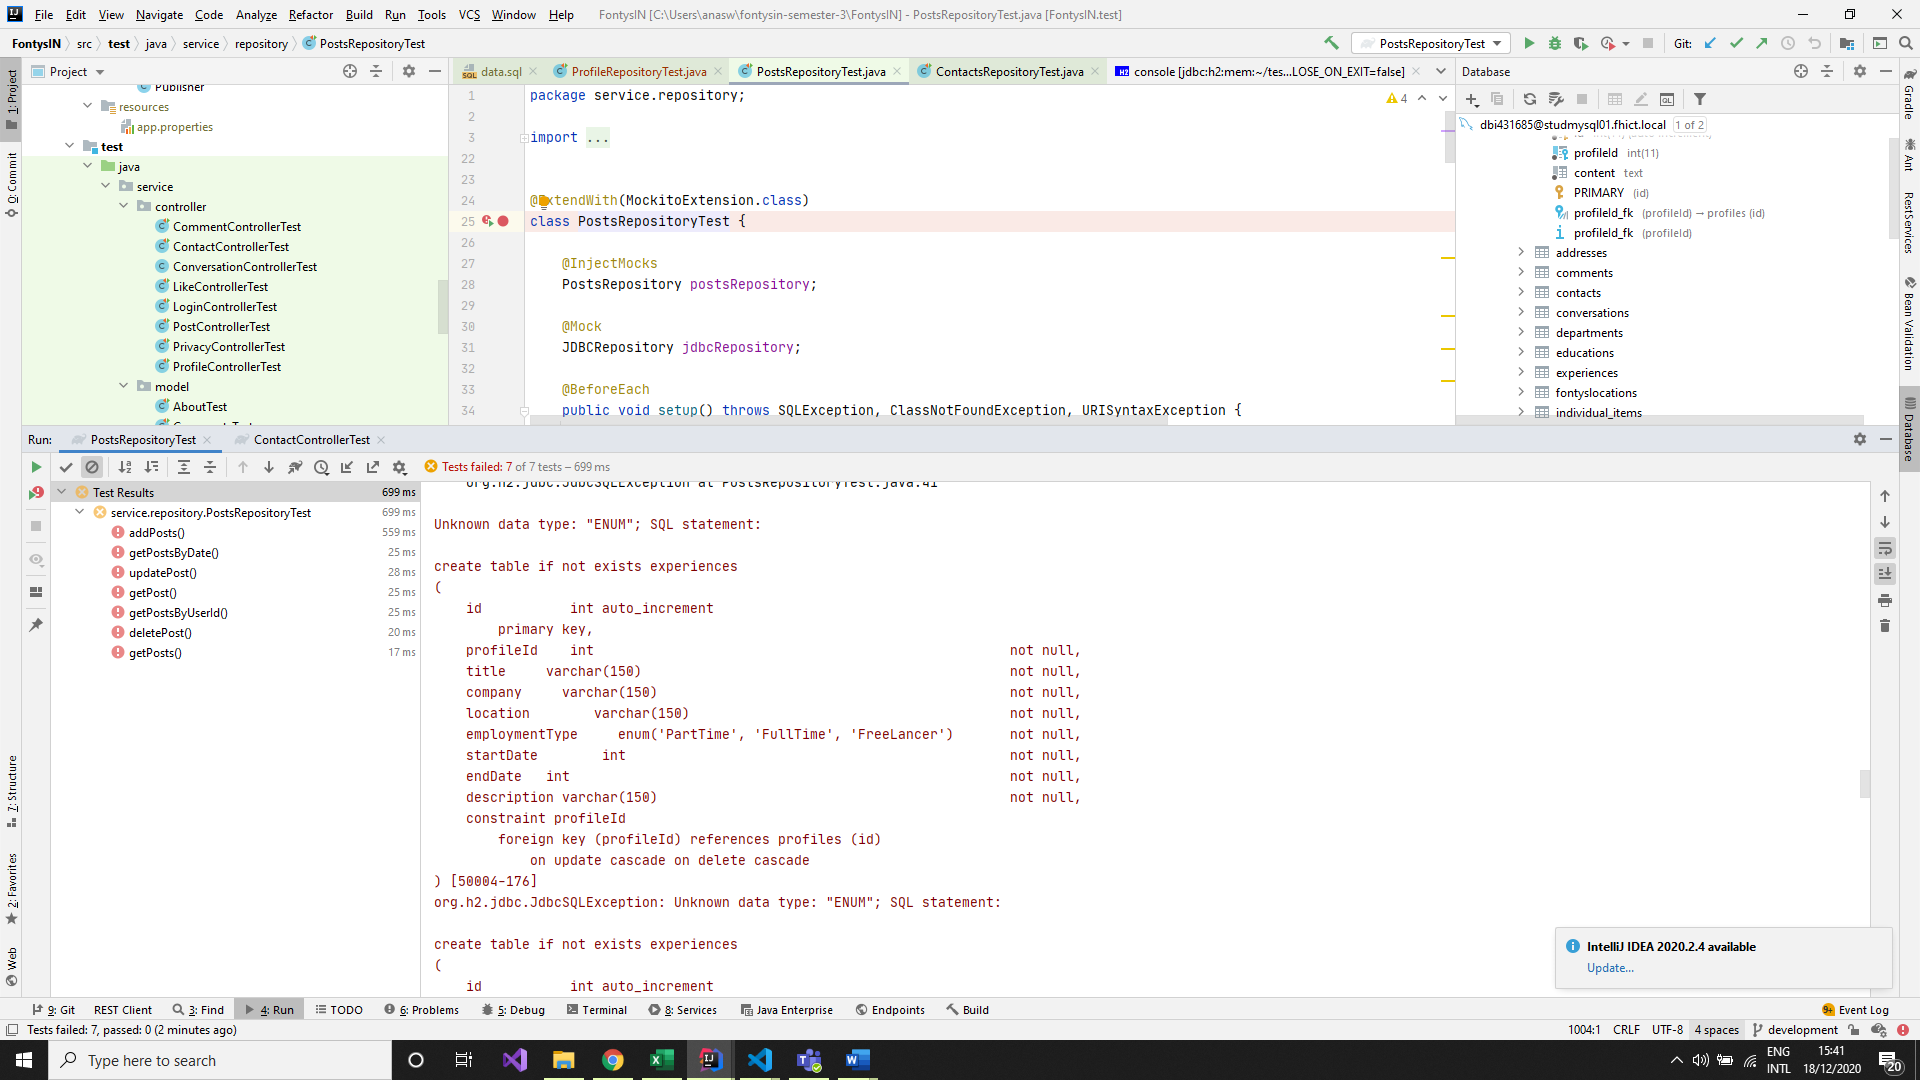 File Edit View Navigate Code Analyze Refactor Build Run Tools VCS Window Help FontysIN [C:\Users\anasw\fontysin-semester-3\FontysIN] - PostsRepositoryTest.java [FontysIN.test]
FontysIN src test java service repository PostsRepositoryTest PostsRepositoryTest Git:
1: Project
0: Commit
7: Structure
2: Favorites
Web
Project
Publisher
resources
app.properties
test
java
service
controller
CommentControllerTest
ContactControllerTest
ConversationControllerTest
LikeControllerTest
LoginControllerTest
PostControllerTest
PrivacyControllerTest
ProfileControllerTest
model
AboutTest
data.sql ProfileRepositoryTest.java PostsRepositoryTest.java ContactsRepositoryTest.java console [jdbc:h2:mem:~/tes...LOSE_ON_EXIT=false]
4
1 package service.repository;
2
3 import ...
22
23
24 @ExtendWith(MockitoExtension.class)
25 class PostsRepositoryTest {
26
27 @InjectMocks
28 PostsRepository postsRepository;
29
30 @Mock
31 JDBCRepository jdbcRepository;
32
33 @BeforeEach
34 public void setup() throws SQLException, ClassNotFoundException, URISyntaxException {
Database
dbi431685@studmysql01.fhict.local 1 of 2
profileId int(11)
content text
PRIMARY (id)
profileId_fk (profileId) → profiles (id)
profileId_fk (profileId)
addresses
comments
contacts
conversations
departments
educations
experiences
fontyslocations
individual_items
Gradle
Ant
RestServices
Bean Validation
Database
Run: PostsRepositoryTest ContactControllerTest
Tests failed: 7 of 7 tests – 699 ms
Test Results 699 ms
service.repository.PostsRepositoryTest 699 ms
addPosts() 559 ms
getPostsByDate() 25 ms
updatePost() 28 ms
getPost() 25 ms
getPostsByUserId() 25 ms
deletePost() 20 ms
getPosts() 17 ms
org.h2.jdbc.JdbcSQLException at PostsRepositoryTest.java:41
Unknown data type: "ENUM"; SQL statement:
create table if not exists experiences
(
id int auto_increment
primary key,
profileId int not null,
title varchar(150) not null,
company varchar(150) not null,
location varchar(150) not null,
employmentType enum('PartTime', 'FullTime', 'FreeLancer') not null,
startDate int not null,
endDate int not null,
description varchar(150) not null,
constraint profileId
foreign key (profileId) references profiles (id)
on update cascade on delete cascade
) [50004-176]
org.h2.jdbc.JdbcSQLException: Unknown data type: "ENUM"; SQL statement:
create table if not exists experiences
(
id int auto_increment
IntelliJ IDEA 2020.2.4 available
Update...
9: Git REST Client 3: Find 4: Run TODO 6: Problems 5: Debug Terminal 8: Services Java Enterprise Endpoints Build 9+ Event Log
Tests failed: 7, passed: 0 (2 minutes ago) 1004:1 CRLF UTF-8 4 spaces development
Type here to search
ENG
INTL
15:41
18/12/2020
20